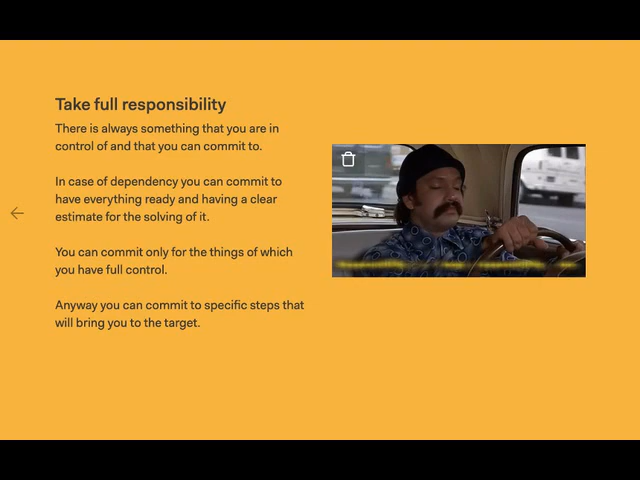 Take full responsibility
There is always something that you are in
control of and that you can commit to.
In case of dependency you can commit to
have everything ready and having a clear
estimate for the solving of it.
You can commit only for the things of which
you have full control.
Anyway you can commit to specific steps that
will bring you to the target.